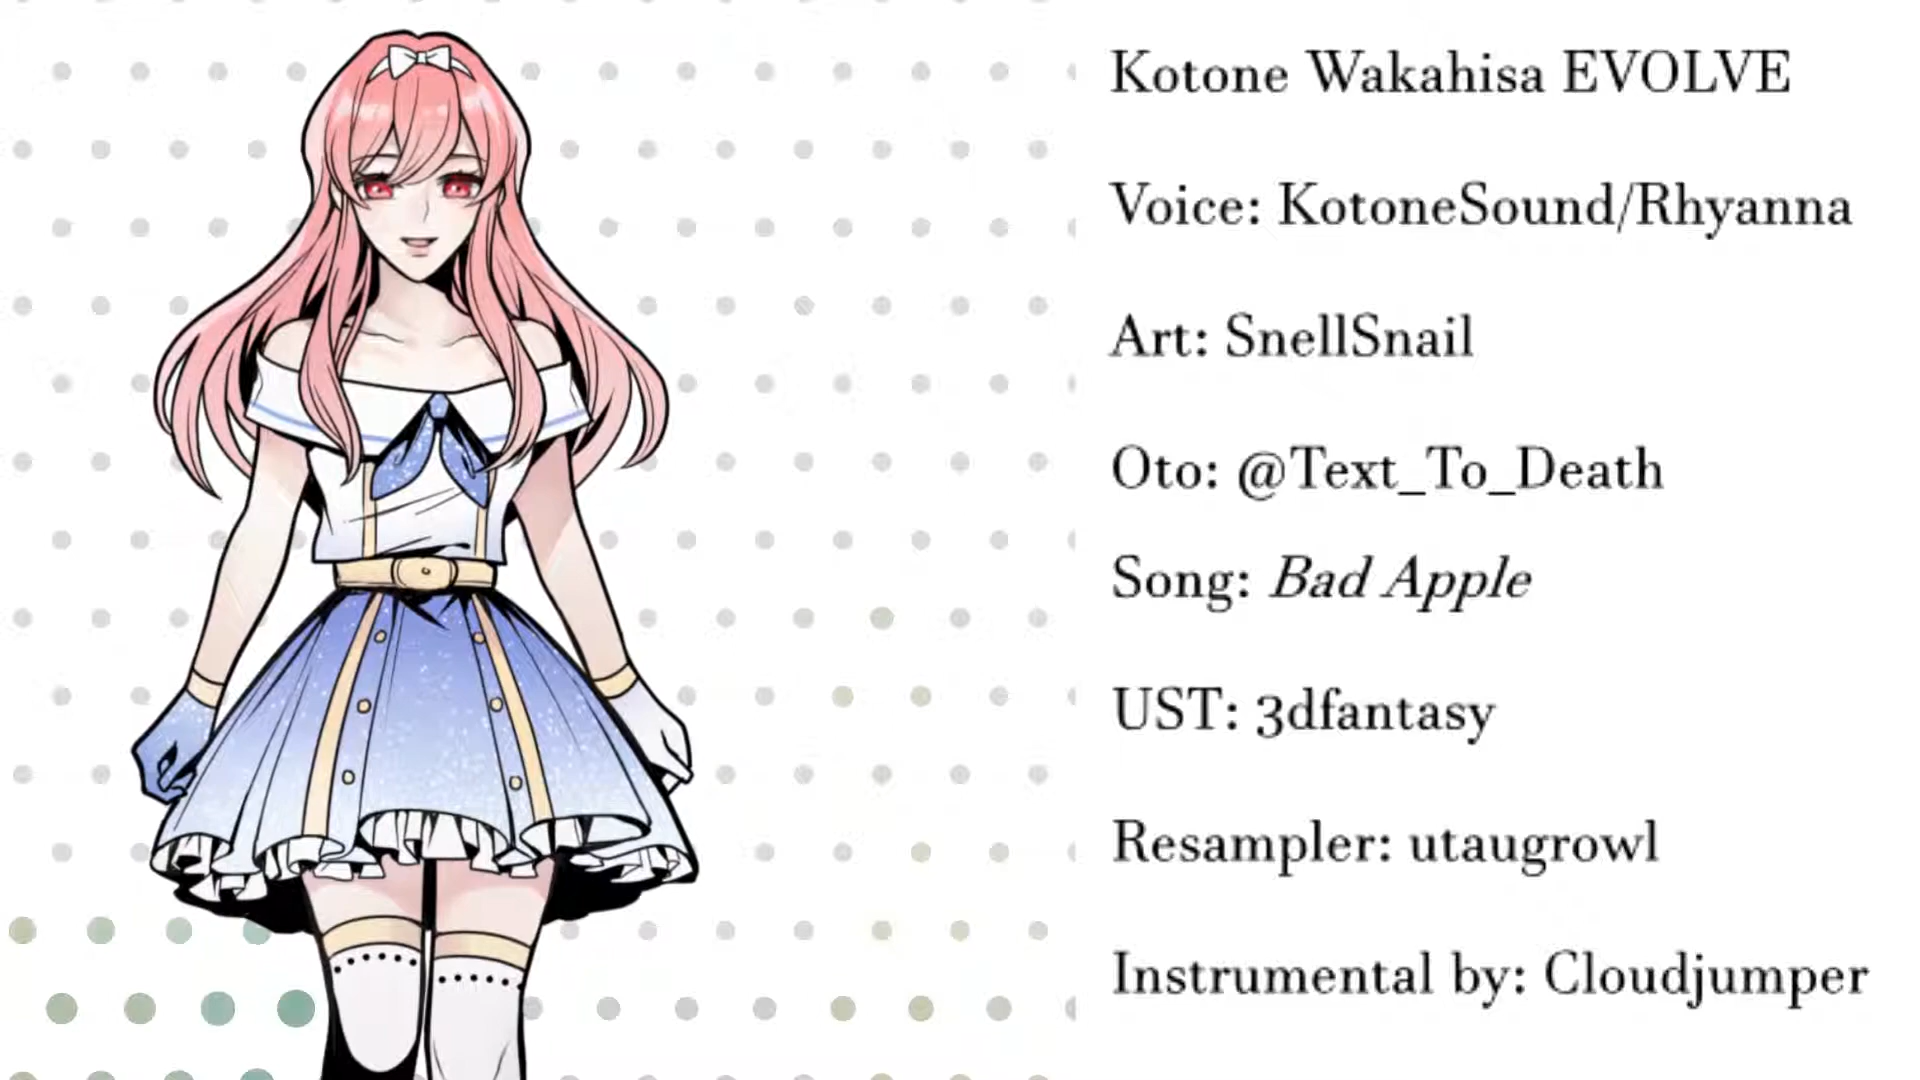 Kotone Wakahisa EVOLVE
Voice: KotoneSound/Rhyanna
Art: SnellSnail
Oto: @Text_To_Death
Song: Bad Apple
UST: 3dfantasy
Resampler: utaugrowl
Instrumental by: Cloudjumper